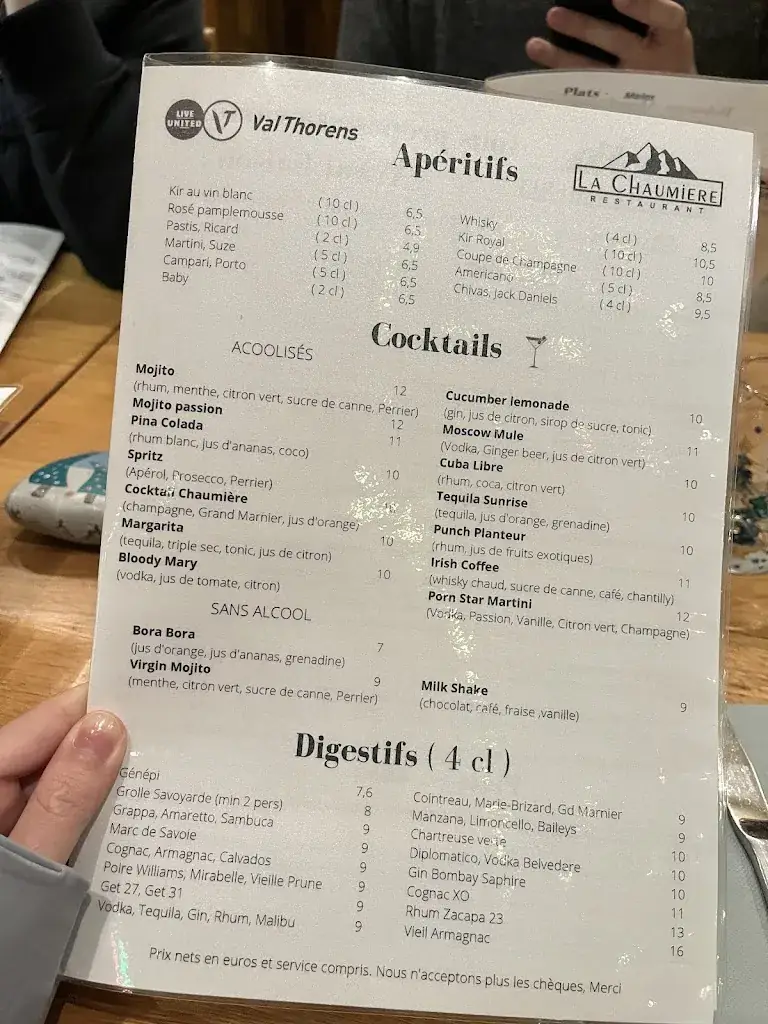 Plats - Mains
LIVE UNITED VT Val Thorens
Apéritifs
LA CHAUMIERE
RESTAURANT
Kir au vin blanc (10 cl) 6,5
Rosé pamplemousse (10 cl) 6,5
Pastis, Ricard (2 cl) 4,9
Martini, Suze (5 cl) 6,5
Campari, Porto (5 cl) 6,5
Baby (2 cl) 6,5
Whisky (4 cl) 8,5
Kir Royal (10 cl) 10,5
Coupe de Champagne (10 cl) 10
Americano (5 cl) 8,5
Chivas, Jack Daniels (4 cl) 9,5
Cocktails
ACOOLISÉS
Mojito 12
(rhum, menthe, citron vert, sucre de canne, Perrier)
Mojito passion 12
Pina Colada 11
(rhum blanc, jus d'ananas, coco)
Spritz 10
(Apérol, Prosecco, Perrier)
Cocktail Chaumière
(champagne, Grand Marnier, jus d'orange)
Margarita 10
(tequila, triple sec, tonic, jus de citron)
Bloody Mary 10
(vodka, jus de tomate, citron)
Cucumber lemonade 10
(gin, jus de citron, sirop de sucre, tonic)
Moscow Mule 11
(Vodka, Ginger beer, jus de citron vert)
Cuba Libre 10
(rhum, coca, citron vert)
Tequila Sunrise 10
(tequila, jus d'orange, grenadine)
Punch Planteur 10
(rhum, jus de fruits exotiques)
Irish Coffee 11
(whisky chaud, sucre de canne, café, chantilly)
Porn Star Martini 12
(Vodka, Passion, Vanille, Citron vert, Champagne)
SANS ALCOOL
Bora Bora 7
(jus d'orange, jus d'ananas, grenadine)
Virgin Mojito 9
(menthe, citron vert, sucre de canne, Perrier)
Milk Shake 9
(chocolat, café, fraise ,vanille)
Digestifs ( 4 cl )
Génépi 7,6
Grolle Savoyarde (min 2 pers) 8
Grappa, Amaretto, Sambuca 9
Marc de Savoie 9
Cognac, Armagnac, Calvados 9
Poire Williams, Mirabelle, Vieille Prune 9
Get 27, Get 31 9
Vodka, Tequila, Gin, Rhum, Malibu 9
Cointreau, Marie-Brizard, Gd Marnier 9
Manzana, Limoncello, Baileys 9
Chartreuse verte 10
Diplomatico, Vodka Belvedere 10
Gin Bombay Saphire 10
Cognac XO 11
Rhum Zacapa 23 13
Vieil Armagnac 16
Prix nets en euros et service compris. Nous n'acceptons plus les chèques, Merci